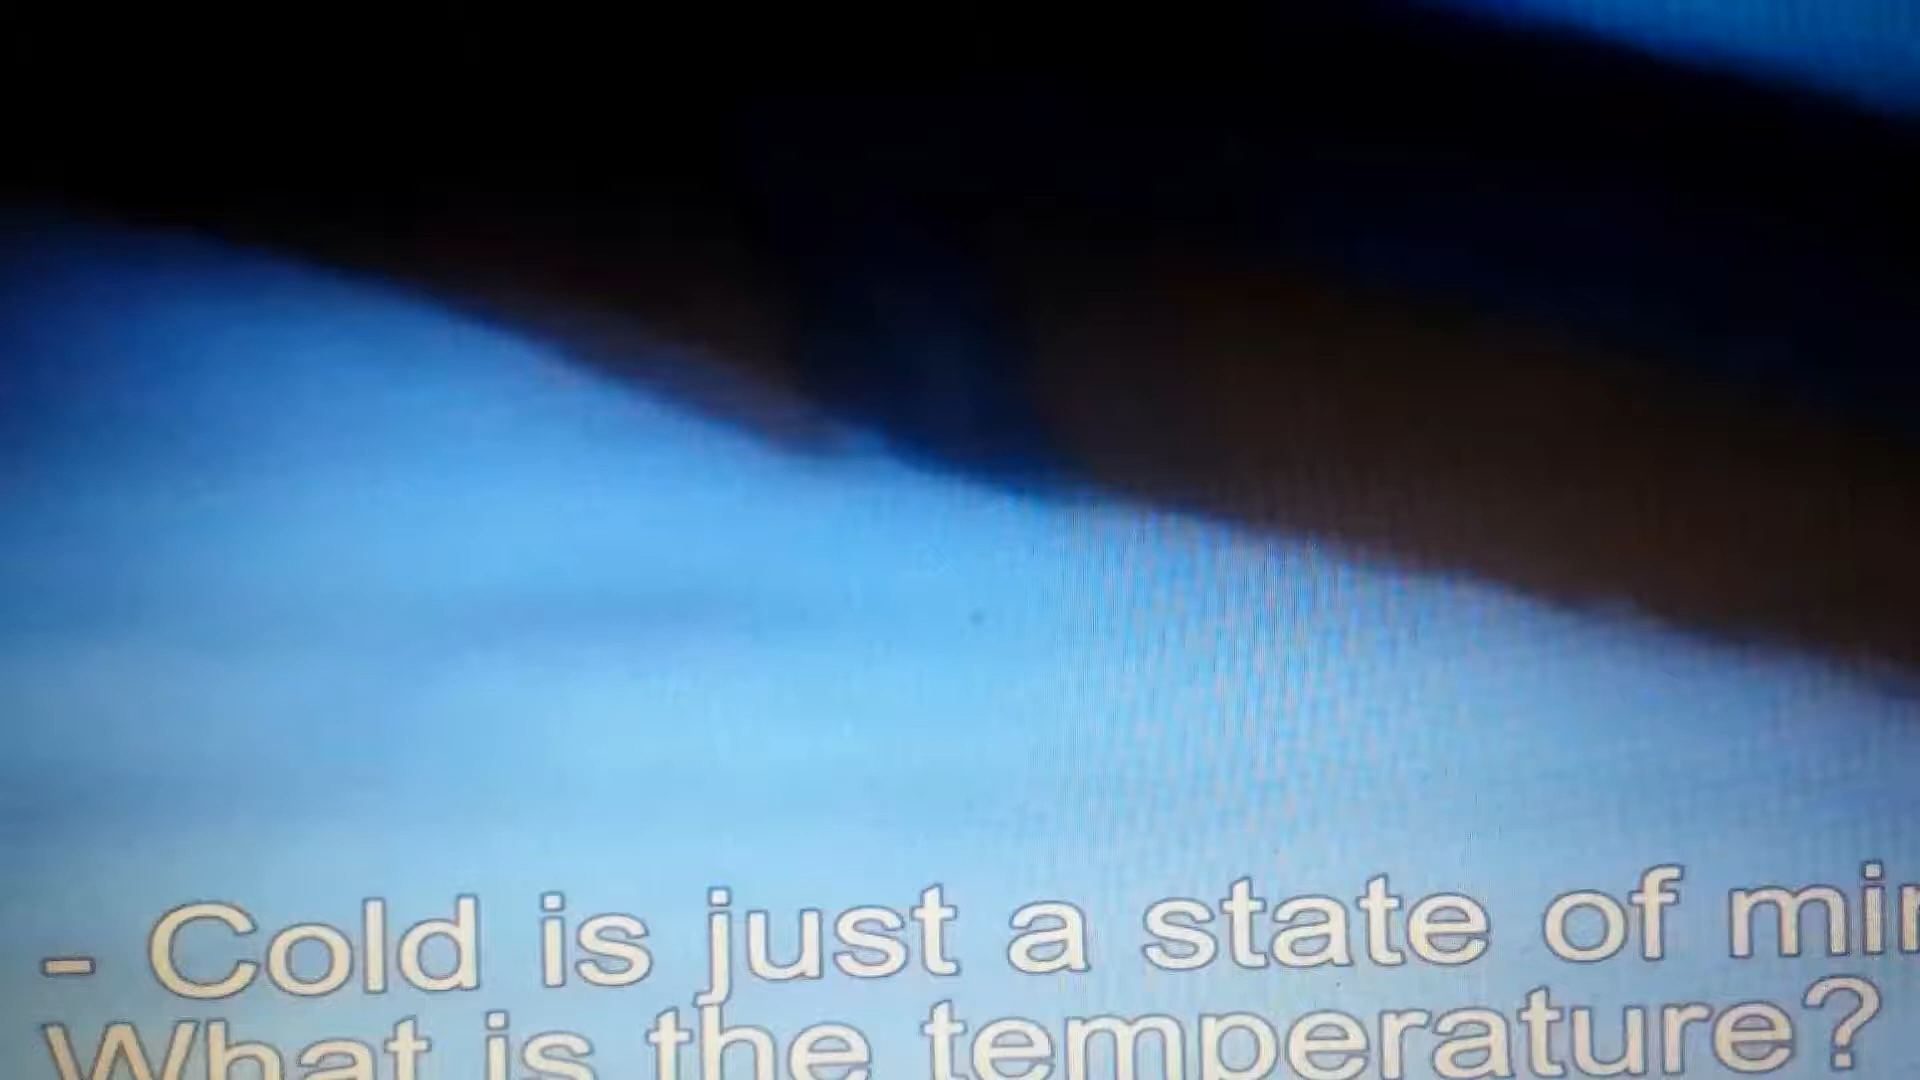 - Cold is just a state of
What is the temperature?